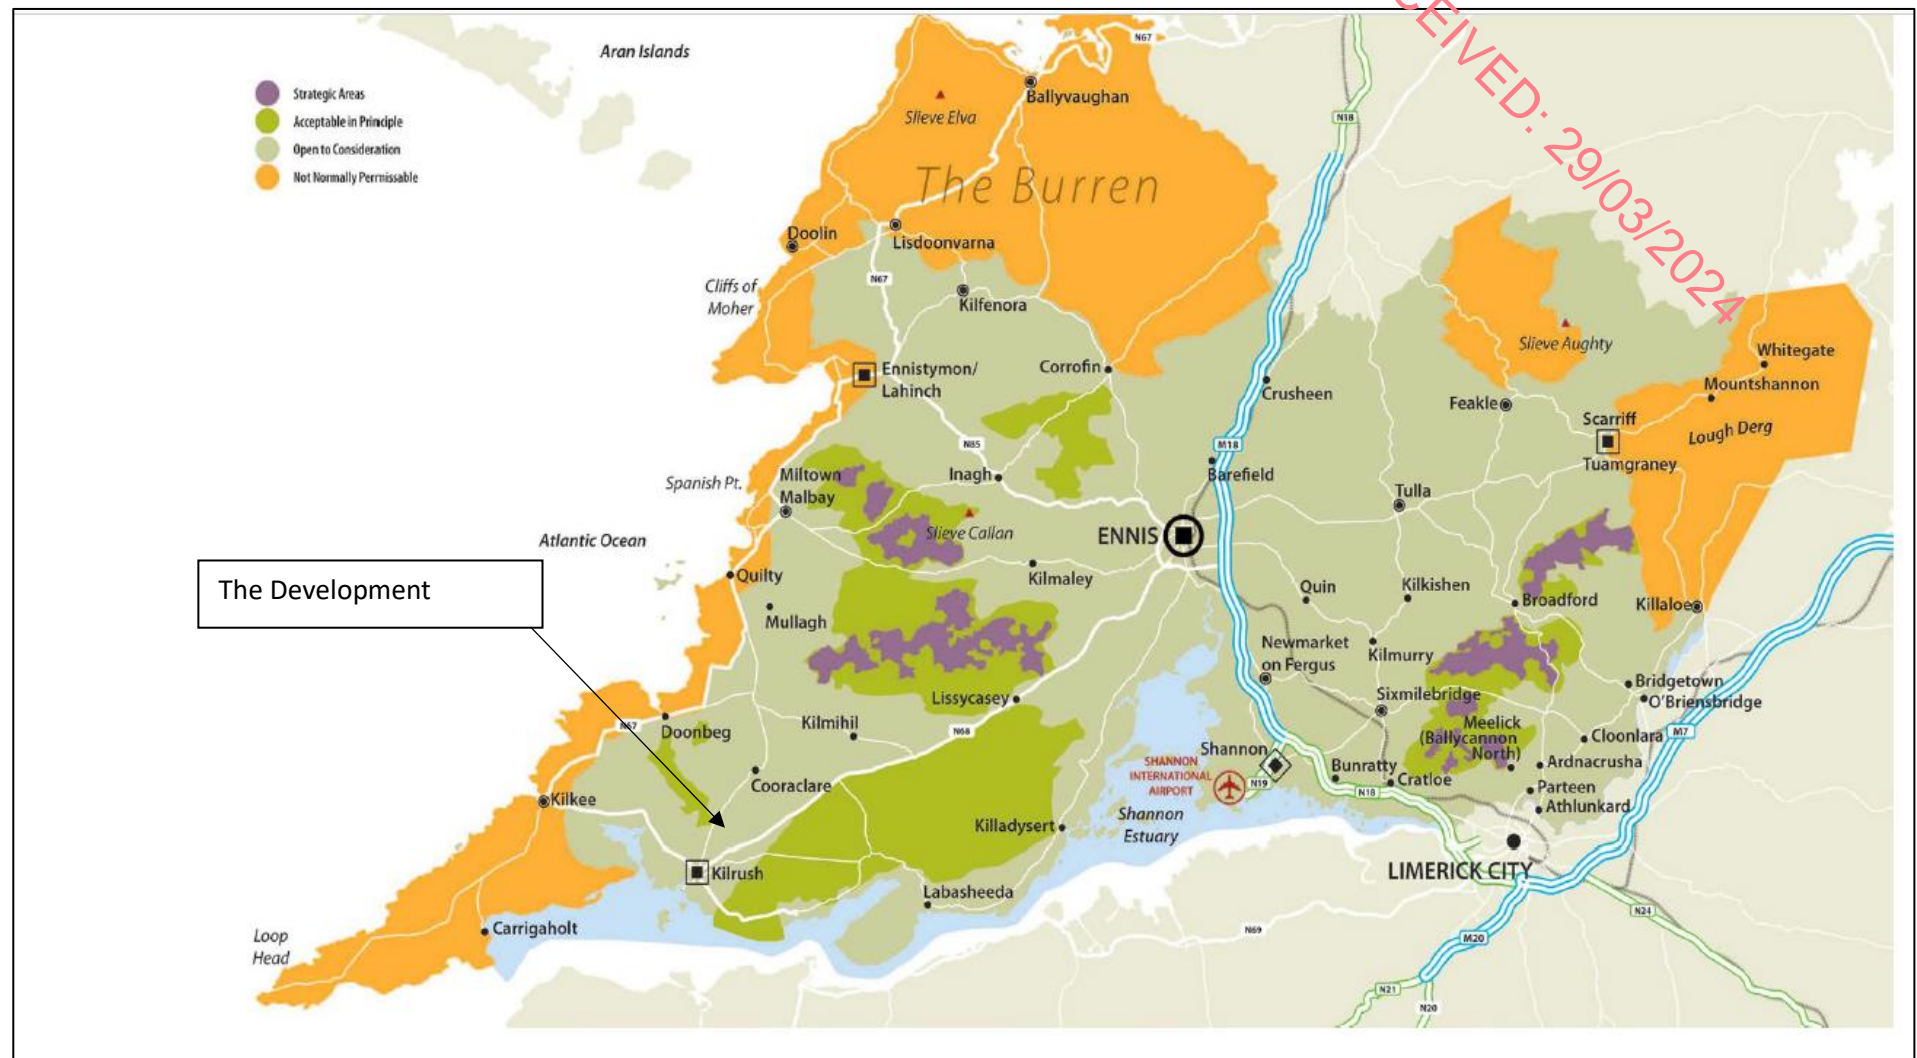 CEIVED: 29/03/2024
Aran Islands
N67
Strategic Areas
Acceptable in Principle
Open to Consideration
Not Normally Permissable
Ballyvaughan
Slieve Elva
N18
The Burren
Doolin
Lisdoonvarna
N67
Cliffs of
Moher
Kilfenora
Slieve Aughty
Whitegate
Ennistymon/
Lahinch
Corrofin
Crusheen
Mountshannon
Feakle
Scarriff
Lough Derg
N85
M18
Tuamgraney
Spanish Pt.
Miltown
Malbay
Inagh
Barefield
Tulla
Atlantic Ocean
Slieve Callan
ENNIS
The Development
Quilty
Kilmaley
Quin
Kilkishen
Broadford
Killaloe
Mullagh
Newmarket
on Fergus
Kilmurry
Lissycasey
Sixmilebridge
Bridgetown
O'Briensbridge
N67
Doonbeg
Kilmihil
N68
Meelick
(Ballycannon
North)
Cloonlara
M7
Shannon
SHANNON
INTERNATIONAL
AIRPORT
N19
Bunratty
Cratloe
Ardnacrusha
Cooraclare
N18
Parteen
Athlunkard
Kilkee
Killadysert
Shannon
Estuary
Kilrush
LIMERICK CITY
Labasheeda
N24
Carrigaholt
N69
M20
Loop
Head
N21
N20